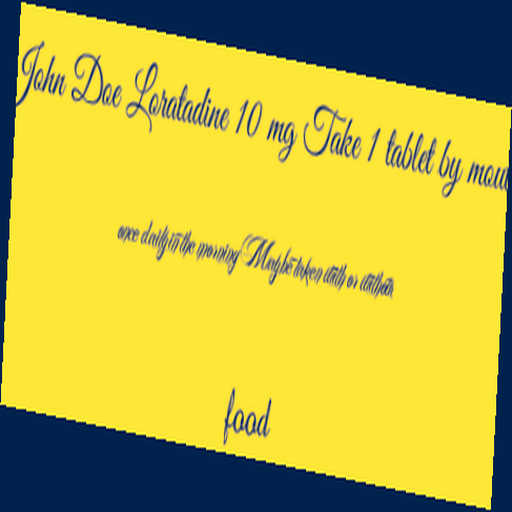 John Doe Loratadine 10 mg Take 1 tablet by mou
once daily in the morning (May be taken with or without
food